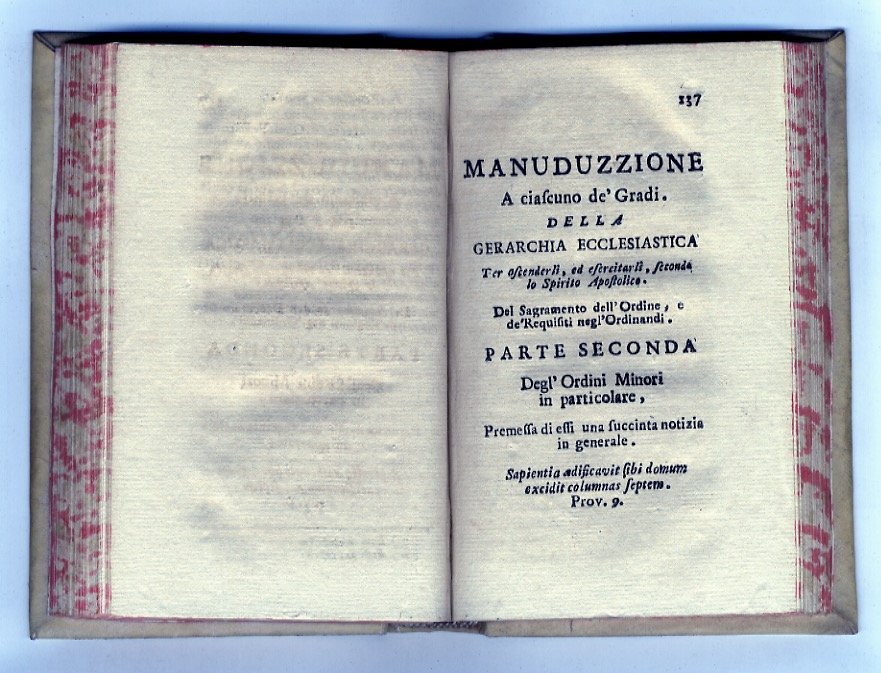 137
MANUDUZZIONE
A ciaſcuno de' Gradi.
DELLA
GERARCHIA ECCLESIASTICA
Per aſcenderli, ed eſercitarli, ſecondo
lo Spirito Apoſtolico.
Del Sagramento dell'Ordine, e
de'Requiſiti negl'Ordinandi.
PARTE SECONDA
Degl' Ordini Minori
in particolare,
Premeſſa di eſſi una ſuccinta notizia
in generale.
Sapientia ædificavit ſibi domum
excidit columnas ſeptem.
Prov. 9.